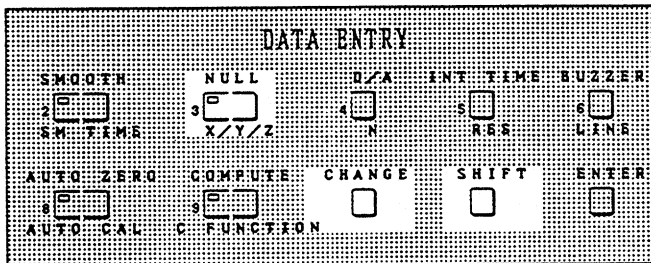 DATA ENTRY
SMOOTH NULL D/A INT TIME BUZZER
2 3 4 5 6
SM TIME X/Y/Z N RES LINE
AUTO ZERO COMPUTE CHANGE SHIFT ENTER
8 9
AUTO CAL C FUNCTION